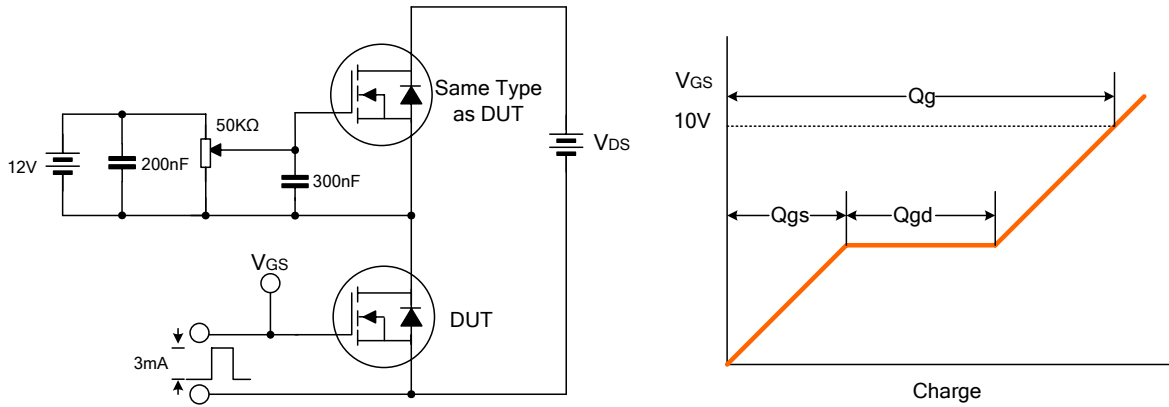 Same Type
as DUT
50KΩ
12V
200nF
300nF
VDS
VGS
DUT
3mA
VGS
Qg
10V
Qgs
Qgd
Charge